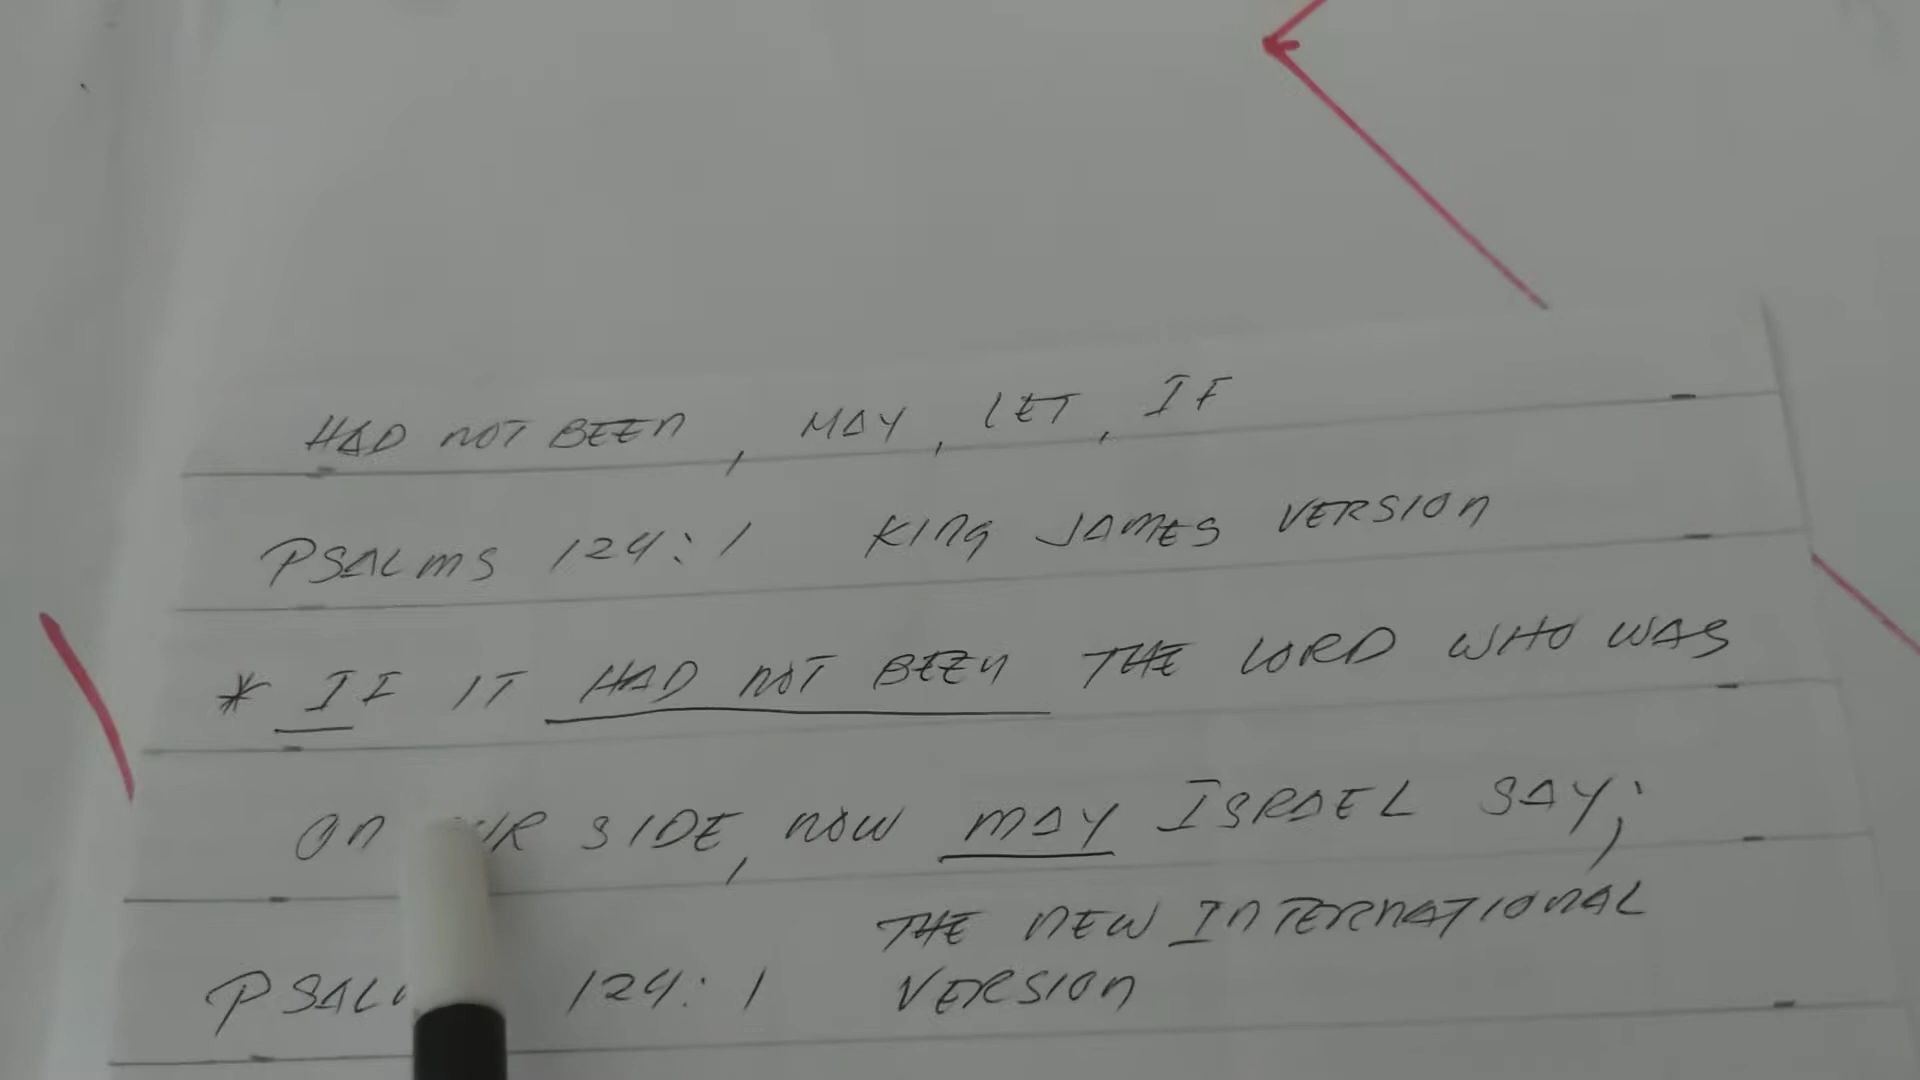 HAD NOT BEEN, MAY, LET, IF
PSALMS 124:1 KING JAMES VERSION
* IF IT HAD NOT BEEN THE LORD WHO WAS
ON SIDE, NOW MAY ISRAEL SAY;
THE NEW INTERNATIONAL
124:1 VERSION